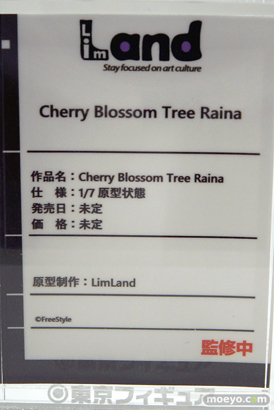 LimLand
Stay focused on art culture
Cherry Blossom Tree Raina
作品名：Cherry Blossom Tree Raina
仕　様：1/7 原型状態
発売日：未定
価　格：未定
原型制作：LimLand
©FreeStyle
監修中
東京フィギュア
moeyo.com